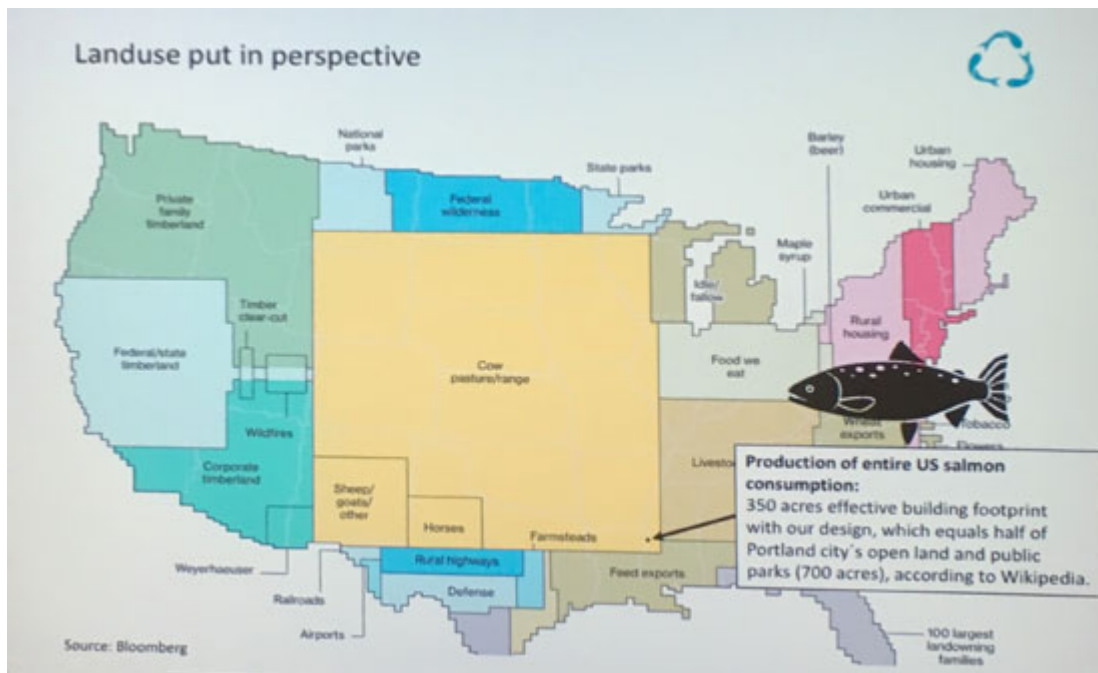 Landuse put in perspective
National
parks
Barley
(beer)
Urban
housing
State parks
Private
family
timberland
Federal
wilderness
Urban
commercial
Maple
syrup
Idle/
fallow
Timber
clear-cut
Rural
housing
Federal/state
timberland
Cow
pasture/range
Food we
eat
Wheat
exports
Tobacco
Flowers
Wildfires
Corporate
timberland
Sheep/
goats/
other
Horses
Farmsteads
Production of entire US salmon
consumption:
350 acres effective building footprint
with our design, which equals half of
Portland city´s open land and public
parks (700 acres), according to Wikipedia.
Weyerhaeuser
Rural highways
Feed exports
Defense
Railroads
Airports
100 largest
landowning
families
Source: Bloomberg